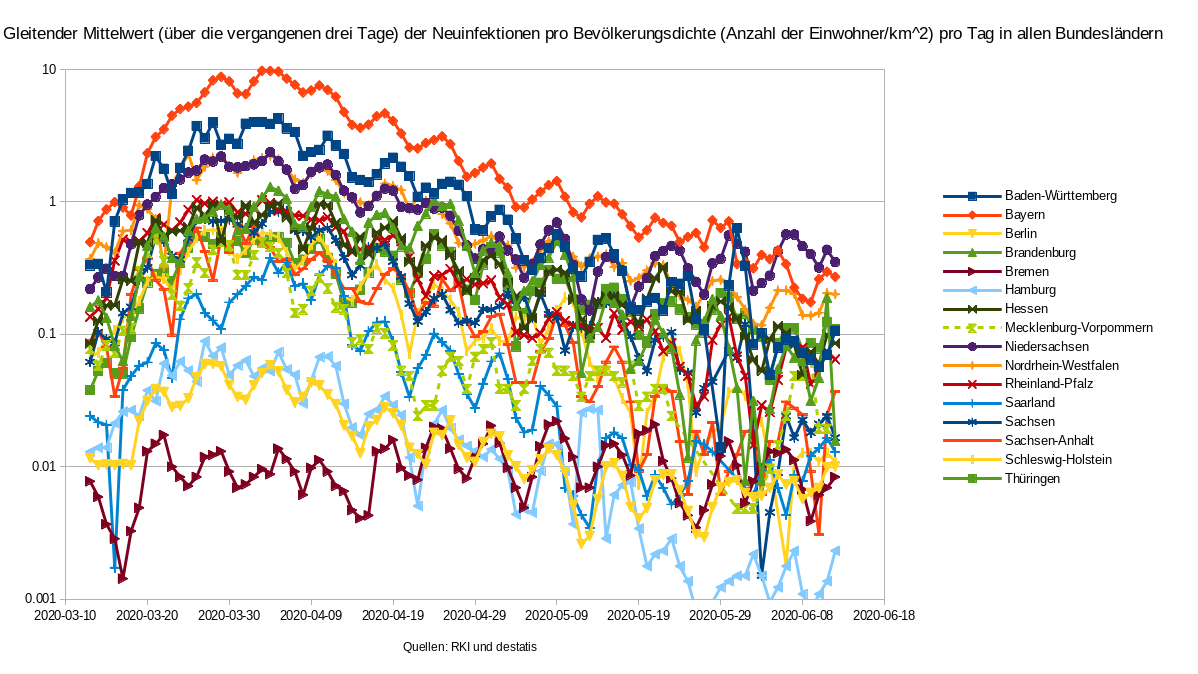 Gleitender Mittelwert (über die vergangenen drei Tage) der Neuinfektionen pro Bevölkerungsdichte (Anzahl der Einwohner/km^2) pro Tag in allen Bundesländern
10
1
0.1
0.01
0.001
2020-03-10 2020-03-20 2020-03-30 2020-04-09 2020-04-19 2020-04-29 2020-05-09 2020-05-19 2020-05-29 2020-06-08 2020-06-18
Quellen: RKI und destatis
Baden-Württemberg
Bayern
Berlin
Brandenburg
Bremen
Hamburg
Hessen
Mecklenburg-Vorpommern
Niedersachsen
Nordrhein-Westfalen
Rheinland-Pfalz
Saarland
Sachsen
Sachsen-Anhalt
Schleswig-Holstein
Thüringen